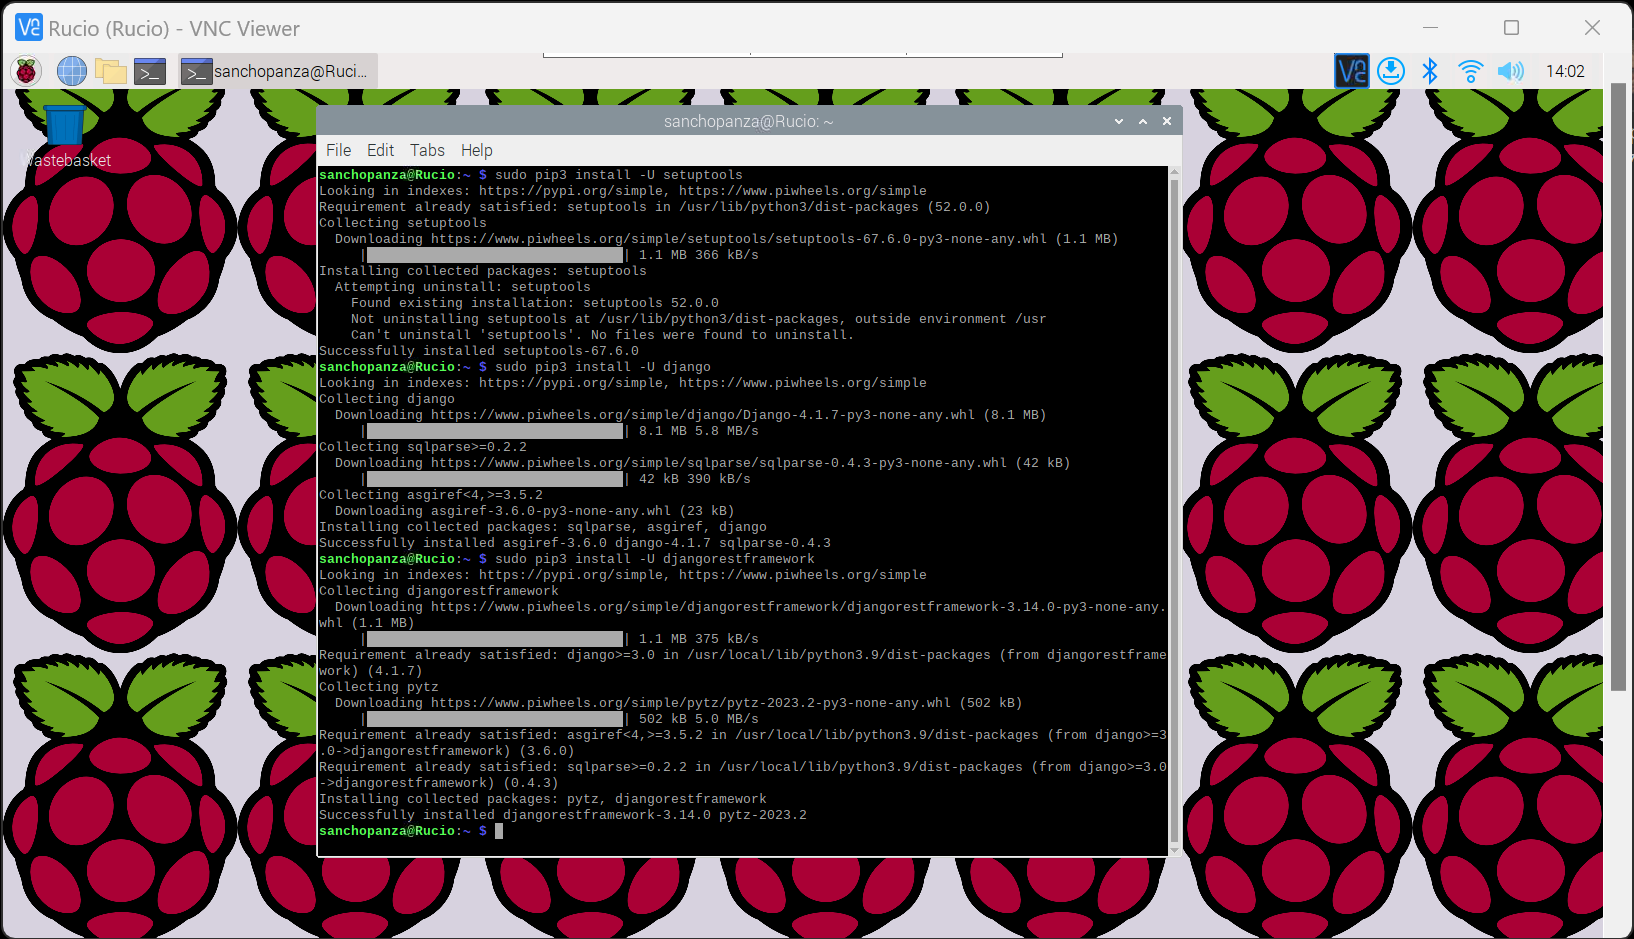 Rucio (Rucio) - VNC Viewer
sanchopanza@Ruci...
14:02
Wastebasket
sanchopanza@Rucio: ~
File Edit Tabs Help
sanchopanza@Rucio:~ $ sudo pip3 install -U setuptools
Looking in indexes: https://pypi.org/simple, https://www.piwheels.org/simple
Requirement already satisfied: setuptools in /usr/lib/python3/dist-packages (52.0.0)
Collecting setuptools
  Downloading https://www.piwheels.org/simple/setuptools/setuptools-67.6.0-py3-none-any.whl (1.1 MB)
     |████████████████████████████████| 1.1 MB 366 kB/s
Installing collected packages: setuptools
  Attempting uninstall: setuptools
    Found existing installation: setuptools 52.0.0
    Not uninstalling setuptools at /usr/lib/python3/dist-packages, outside environment /usr
    Can't uninstall 'setuptools'. No files were found to uninstall.
Successfully installed setuptools-67.6.0
sanchopanza@Rucio:~ $ sudo pip3 install -U django
Looking in indexes: https://pypi.org/simple, https://www.piwheels.org/simple
Collecting django
  Downloading https://www.piwheels.org/simple/django/Django-4.1.7-py3-none-any.whl (8.1 MB)
     |████████████████████████████████| 8.1 MB 5.8 MB/s
Collecting sqlparse>=0.2.2
  Downloading https://www.piwheels.org/simple/sqlparse/sqlparse-0.4.3-py3-none-any.whl (42 kB)
     |████████████████████████████████| 42 kB 390 kB/s
Collecting asgiref<4,>=3.5.2
  Downloading asgiref-3.6.0-py3-none-any.whl (23 kB)
Installing collected packages: sqlparse, asgiref, django
Successfully installed asgiref-3.6.0 django-4.1.7 sqlparse-0.4.3
sanchopanza@Rucio:~ $ sudo pip3 install -U djangorestframework
Looking in indexes: https://pypi.org/simple, https://www.piwheels.org/simple
Collecting djangorestframework
  Downloading https://www.piwheels.org/simple/djangorestframework/djangorestframework-3.14.0-py3-none-any.
whl (1.1 MB)
     |████████████████████████████████| 1.1 MB 375 kB/s
Requirement already satisfied: django>=3.0 in /usr/local/lib/python3.9/dist-packages (from djangorestframe
work) (4.1.7)
Collecting pytz
  Downloading https://www.piwheels.org/simple/pytz/pytz-2023.2-py3-none-any.whl (502 kB)
     |████████████████████████████████| 502 kB 5.0 MB/s
Requirement already satisfied: asgiref<4,>=3.5.2 in /usr/local/lib/python3.9/dist-packages (from django>=3
.0->djangorestframework) (3.6.0)
Requirement already satisfied: sqlparse>=0.2.2 in /usr/local/lib/python3.9/dist-packages (from django>=3.0
->djangorestframework) (0.4.3)
Installing collected packages: pytz, djangorestframework
Successfully installed djangorestframework-3.14.0 pytz-2023.2
sanchopanza@Rucio:~ $